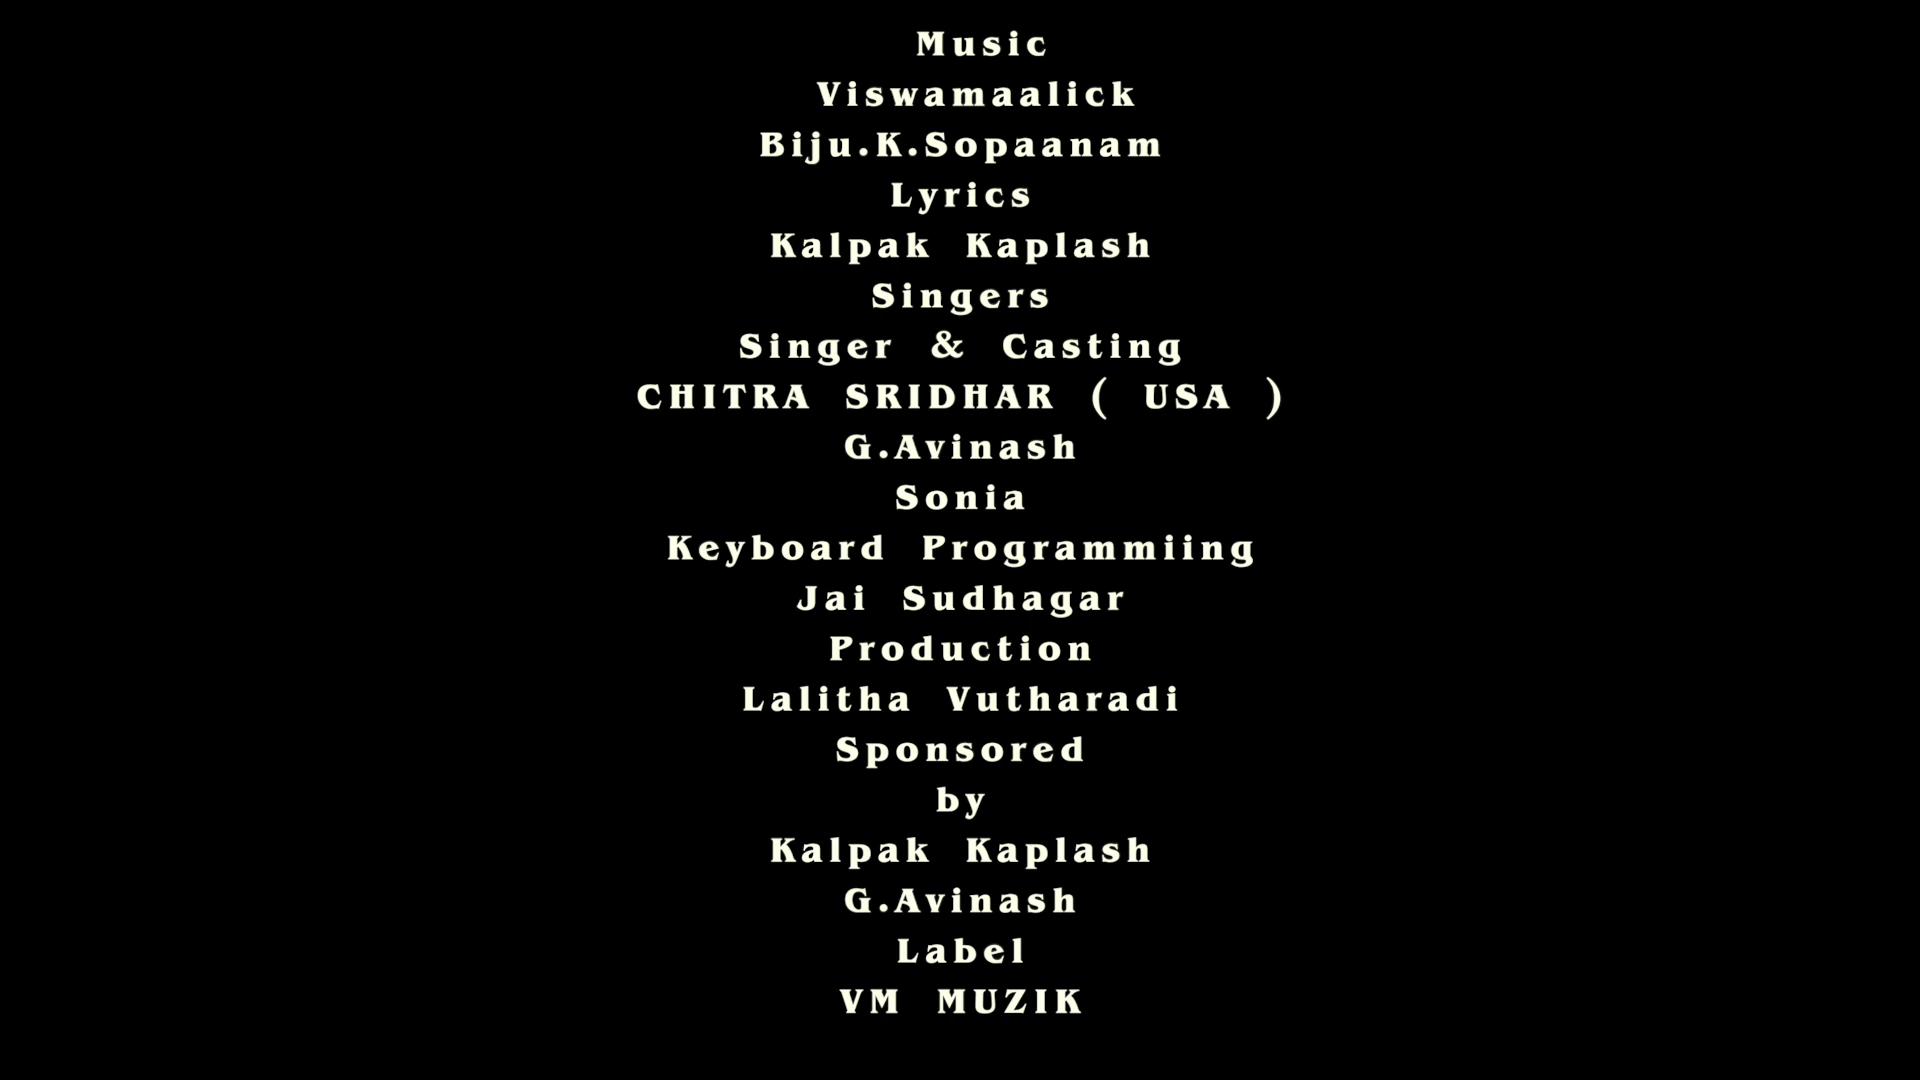 Music
Viswamaalick
Biju.K.Sopaanam
Lyrics
Kalpak Kaplash
Singers
Singer & Casting
CHITRA SRIDHAR ( USA )
G.Avinash
Sonia
Keyboard Programmiing
Jai Sudhagar
Production
Lalitha Vutharadi
Sponsored
by
Kalpak Kaplash
G.Avinash
Label
VM MUZIK